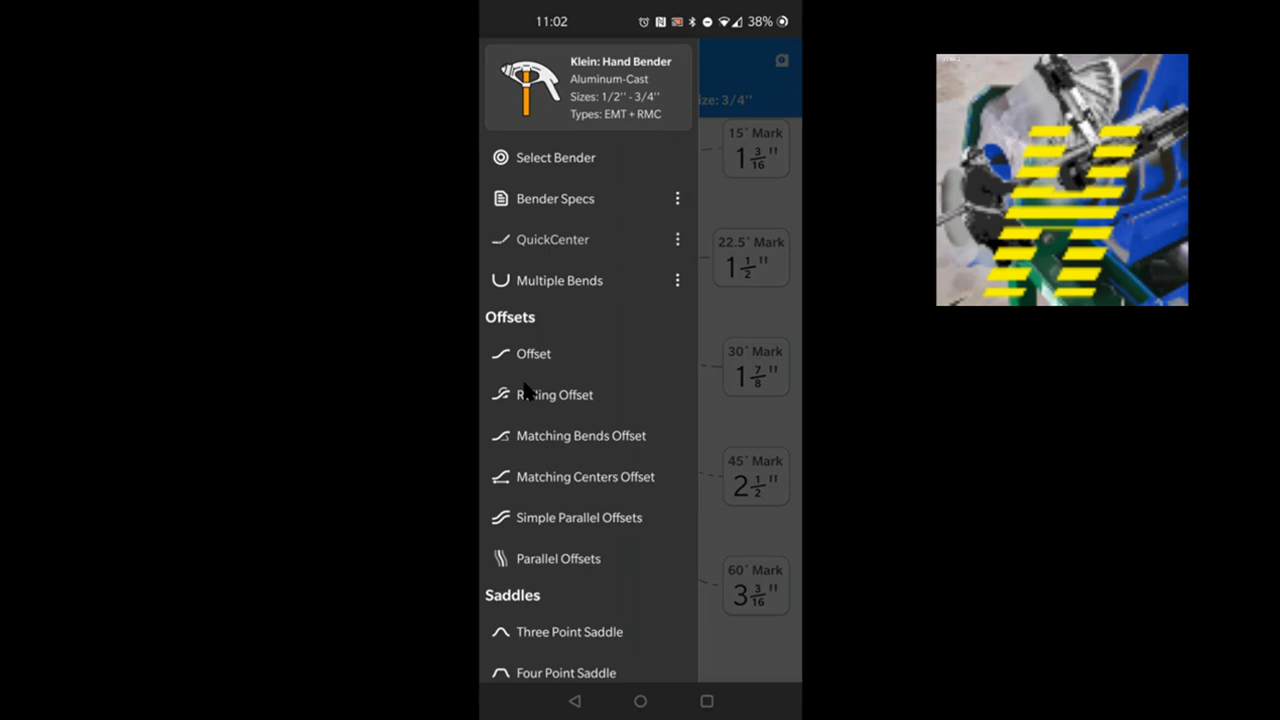 11:02
38%
Klein: Hand Bender
Aluminum-Cast
Sizes: 1/2'' - 3/4''
Types: EMT + RMC
ize: 3/4''
Select Bender
Bender Specs
QuickCenter
Multiple Bends
Offsets
Offset
Rolling Offset
Matching Bends Offset
Matching Centers Offset
Simple Parallel Offsets
Parallel Offsets
Saddles
Three Point Saddle
Four Point Saddle
15° Mark
1 3/16"
22.5° Mark
1 1/2"
30° Mark
1 7/8"
45° Mark
2 1/2"
60° Mark
3 3/16"
H